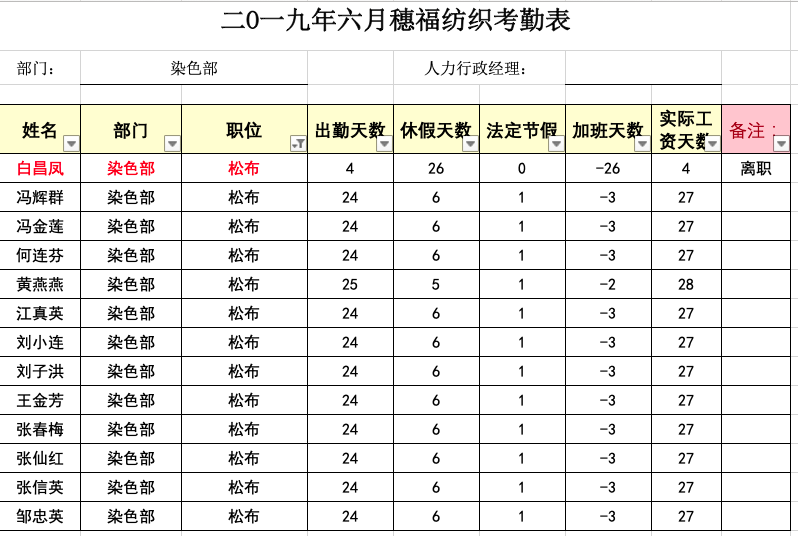 二0一九年六月穗福纺织考勤表
部门： 染色部 人力行政经理：
姓名 部门 职位 出勤天数 休假天数 法定节假 加班天数 实际工资天数 备注：
白昌凤 染色部 松布 4 26 0 -26 4 离职
冯辉群 染色部 松布 24 6 1 -3 27
冯金莲 染色部 松布 24 6 1 -3 27
何连芬 染色部 松布 24 6 1 -3 27
黄燕燕 染色部 松布 25 5 1 -2 28
江真英 染色部 松布 24 6 1 -3 27
刘小连 染色部 松布 24 6 1 -3 27
刘子洪 染色部 松布 24 6 1 -3 27
王金芳 染色部 松布 24 6 1 -3 27
张春梅 染色部 松布 24 6 1 -3 27
张仙红 染色部 松布 24 6 1 -3 27
张信英 染色部 松布 24 6 1 -3 27
邹忠英 染色部 松布 24 6 1 -3 27